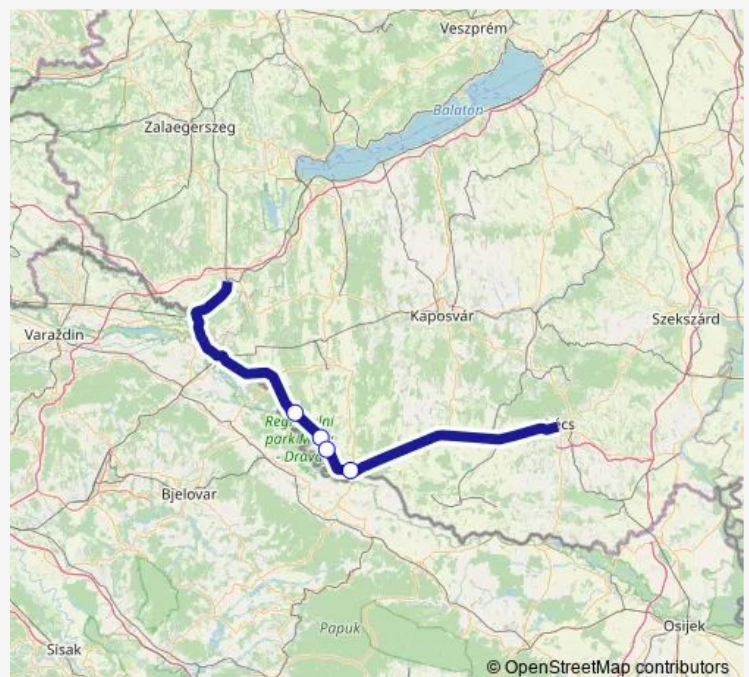 Veszprém
Balaton
Zalaegerszeg
Kaposvár
Varaždin
Szekszárd
Bjelovar
Papuk
Osijek
Sisak
© OpenStreetMap contributors